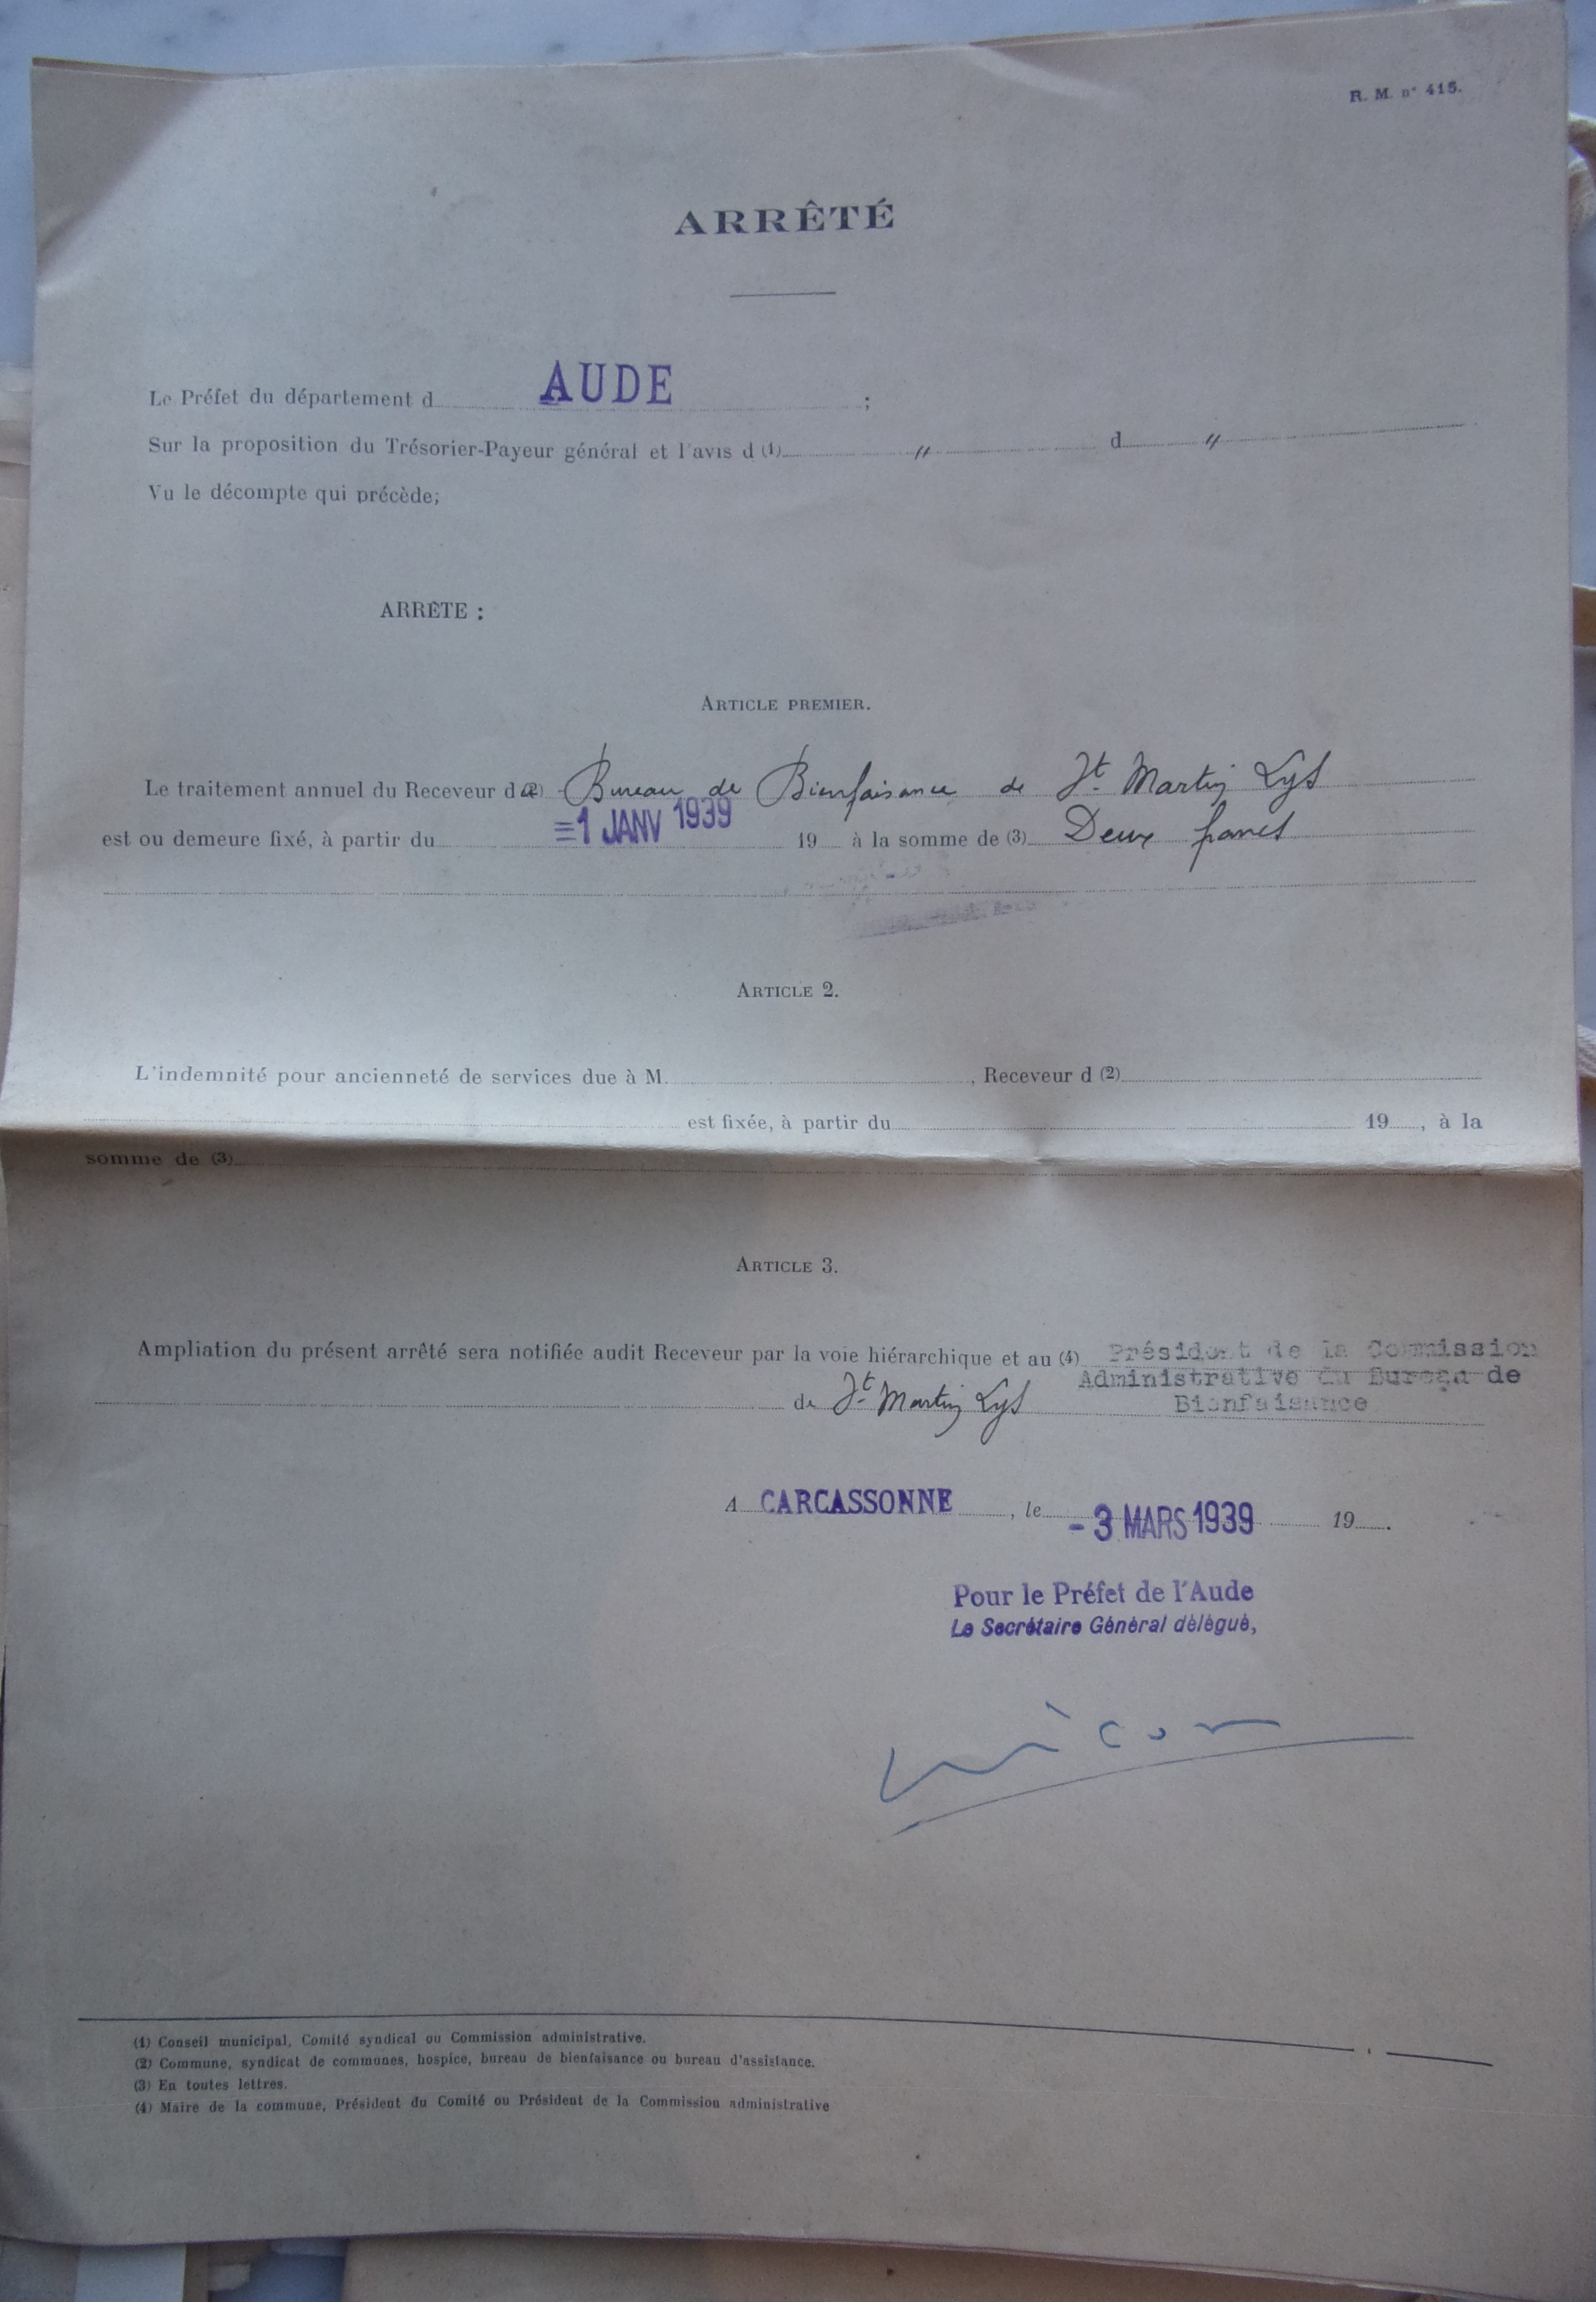 R. M. n° 415.
ARRÊTÉ
Le Préfet du département d AUDE ;
Sur la proposition du Trésorier-Payeur général et l'avis d (1) " d "
Vu le décompte qui précède;
ARRÊTE :
ARTICLE PREMIER.
Le traitement annuel du Receveur d (2) Bureau de Bienfaisance de St. Martin Lys
est ou demeure fixé, à partir du =1 JANV 1939 19 à la somme de (3) Deux francs
ARTICLE 2.
L'indemnité pour ancienneté de services due à M. , Receveur d (2)
est fixée, à partir du 19 , à la
somme de (3)
ARTICLE 3.
Ampliation du présent arrêté sera notifiée audit Receveur par la voie hiérarchique et au (4) Président de la Commission
Administrative du Bureau de
de St. Martin Lys Bienfaisance
A CARCASSONNE , le - 3 MARS 1939 19 .
Pour le Préfet de l'Aude
Le Secrétaire Général délégué,
(1) Conseil municipal, Comité syndical ou Commission administrative.
(2) Commune, syndicat de communes, hospice, bureau de bienfaisance ou bureau d'assistance.
(3) En toutes lettres.
(4) Maire de la commune, Président du Comité ou Président de la Commission administrative